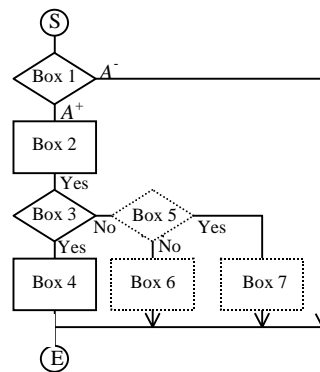 S
Box 1
A⁻
A⁺
Box 2
Yes
Box 3
No
Box 5
Yes
Yes
No
Box 4
Box 6
Box 7
E